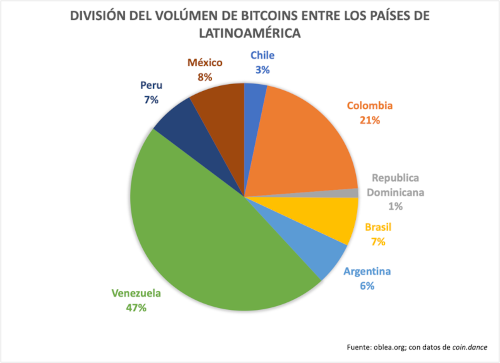 DIVISIÓN DEL VOLÚMEN DE BITCOINS ENTRE LOS PAÍSES DE
LATINOAMÉRICA
Chile
3%
México
8%
Peru
7%
Colombia
21%
Republica
Dominicana
1%
Brasil
7%
Argentina
6%
Venezuela
47%
Fuente: oblea.org; con datos de coin.dance